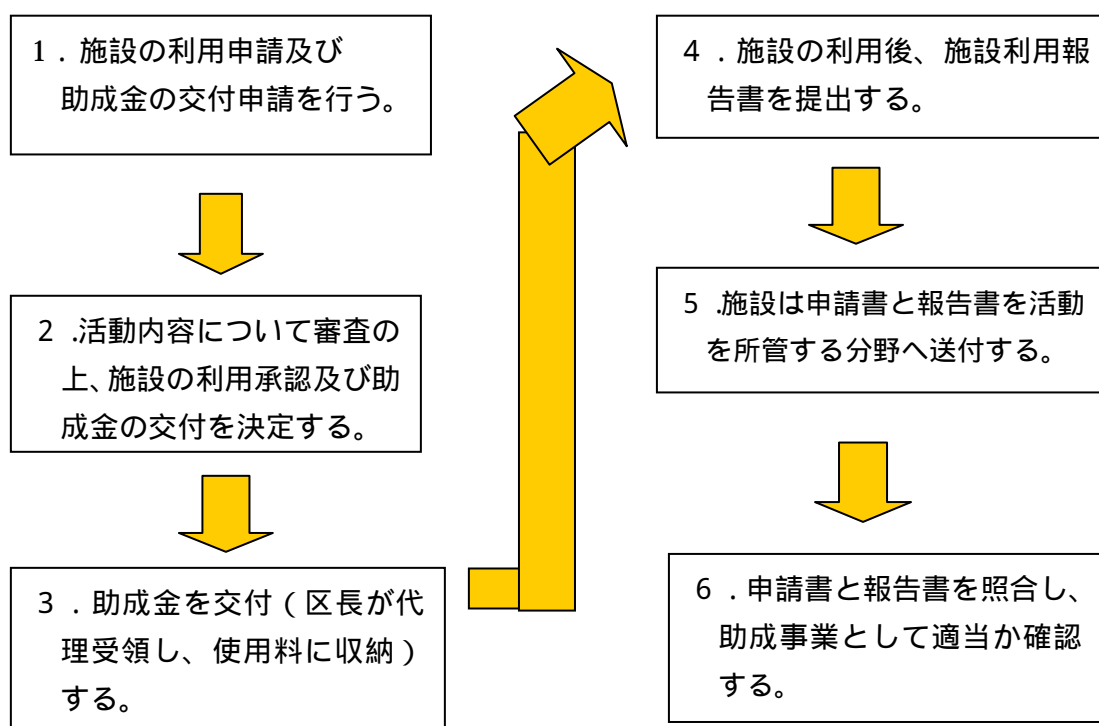 1．施設の利用申請及び
助成金の交付申請を行う。
2．活動内容について審査の
上、施設の利用承認及び助
成金の交付を決定する。
3．助成金を交付（区長が代
理受領し、使用料に収納）
する。
4．施設の利用後、施設利用報
告書を提出する。
5．施設は申請書と報告書を活動
を所管する分野へ送付する。
6．申請書と報告書を照合し、
助成事業として適当か確認
する。